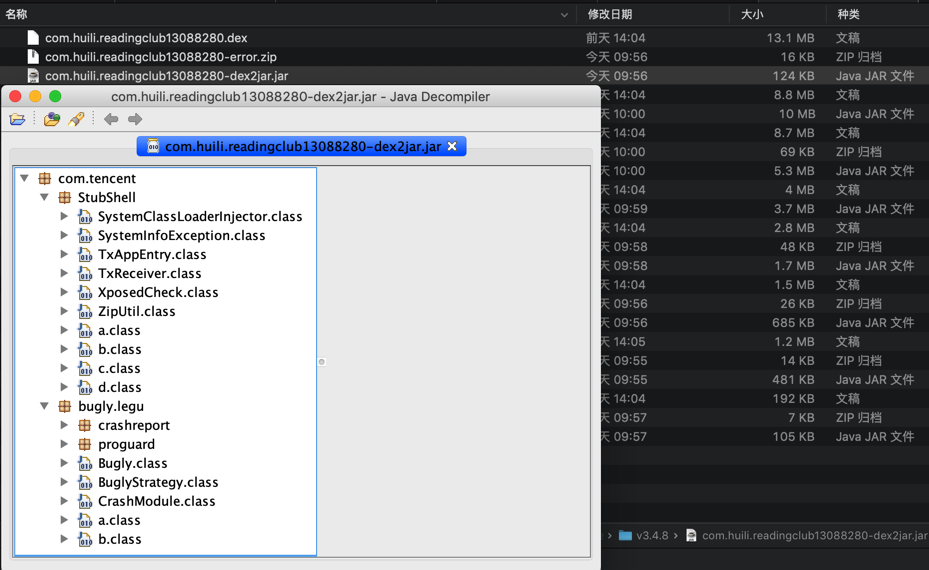 名称 修改日期 大小 种类
com.huili.readingclub13088280.dex 前天 14:04 13.1 MB 文稿
com.huili.readingclub13088280-error.zip 今天 09:56 16 KB ZIP 归档
com.huili.readingclub13088280-dex2jar.jar 今天 09:56 124 KB Java JAR 文件
com.huili.readingclub13088280-dex2jar.jar - Java Decompiler
com.huili.readingclub13088280-dex2jar.jar
com.tencent
StubShell
SystemClassLoaderInjector.class
SystemInfoException.class
TxAppEntry.class
TxReceiver.class
XposedCheck.class
ZipUtil.class
a.class
b.class
c.class
d.class
bugly.legu
crashreport
proguard
Bugly.class
BuglyStrategy.class
CrashModule.class
a.class
b.class
天 14:04 8.8 MB 文稿
天 10:00 10 MB Java JAR 文件
天 14:04 8.7 MB 文稿
天 10:00 69 KB ZIP 归档
天 10:00 5.3 MB Java JAR 文件
天 14:04 4 MB 文稿
天 09:59 3.7 MB Java JAR 文件
天 14:04 2.8 MB 文稿
天 09:58 48 KB ZIP 归档
天 09:58 1.7 MB Java JAR 文件
天 14:04 1.5 MB 文稿
天 09:56 26 KB ZIP 归档
天 09:56 685 KB Java JAR 文件
天 14:05 1.2 MB 文稿
天 09:55 14 KB ZIP 归档
天 09:55 481 KB Java JAR 文件
天 14:04 192 KB 文稿
天 09:57 7 KB ZIP 归档
天 09:57 105 KB Java JAR 文件
v3.4.8 › com.huili.readingclub13088280-dex2jar.jar